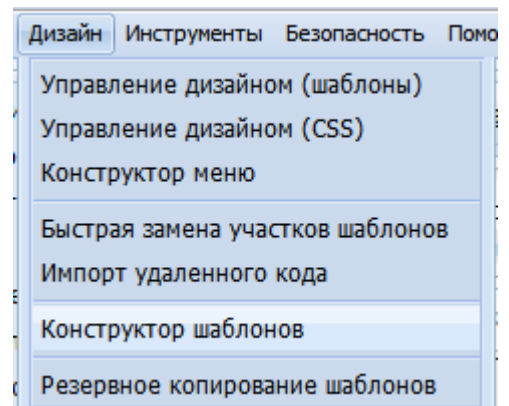 Дизайн Инструменты Безопасность
Управление дизайном (шаблоны)
Управление дизайном (CSS)
Конструктор меню
Быстрая замена участков шаблонов
Импорт удаленного кода
Конструктор шаблонов
Резервное копирование шаблонов